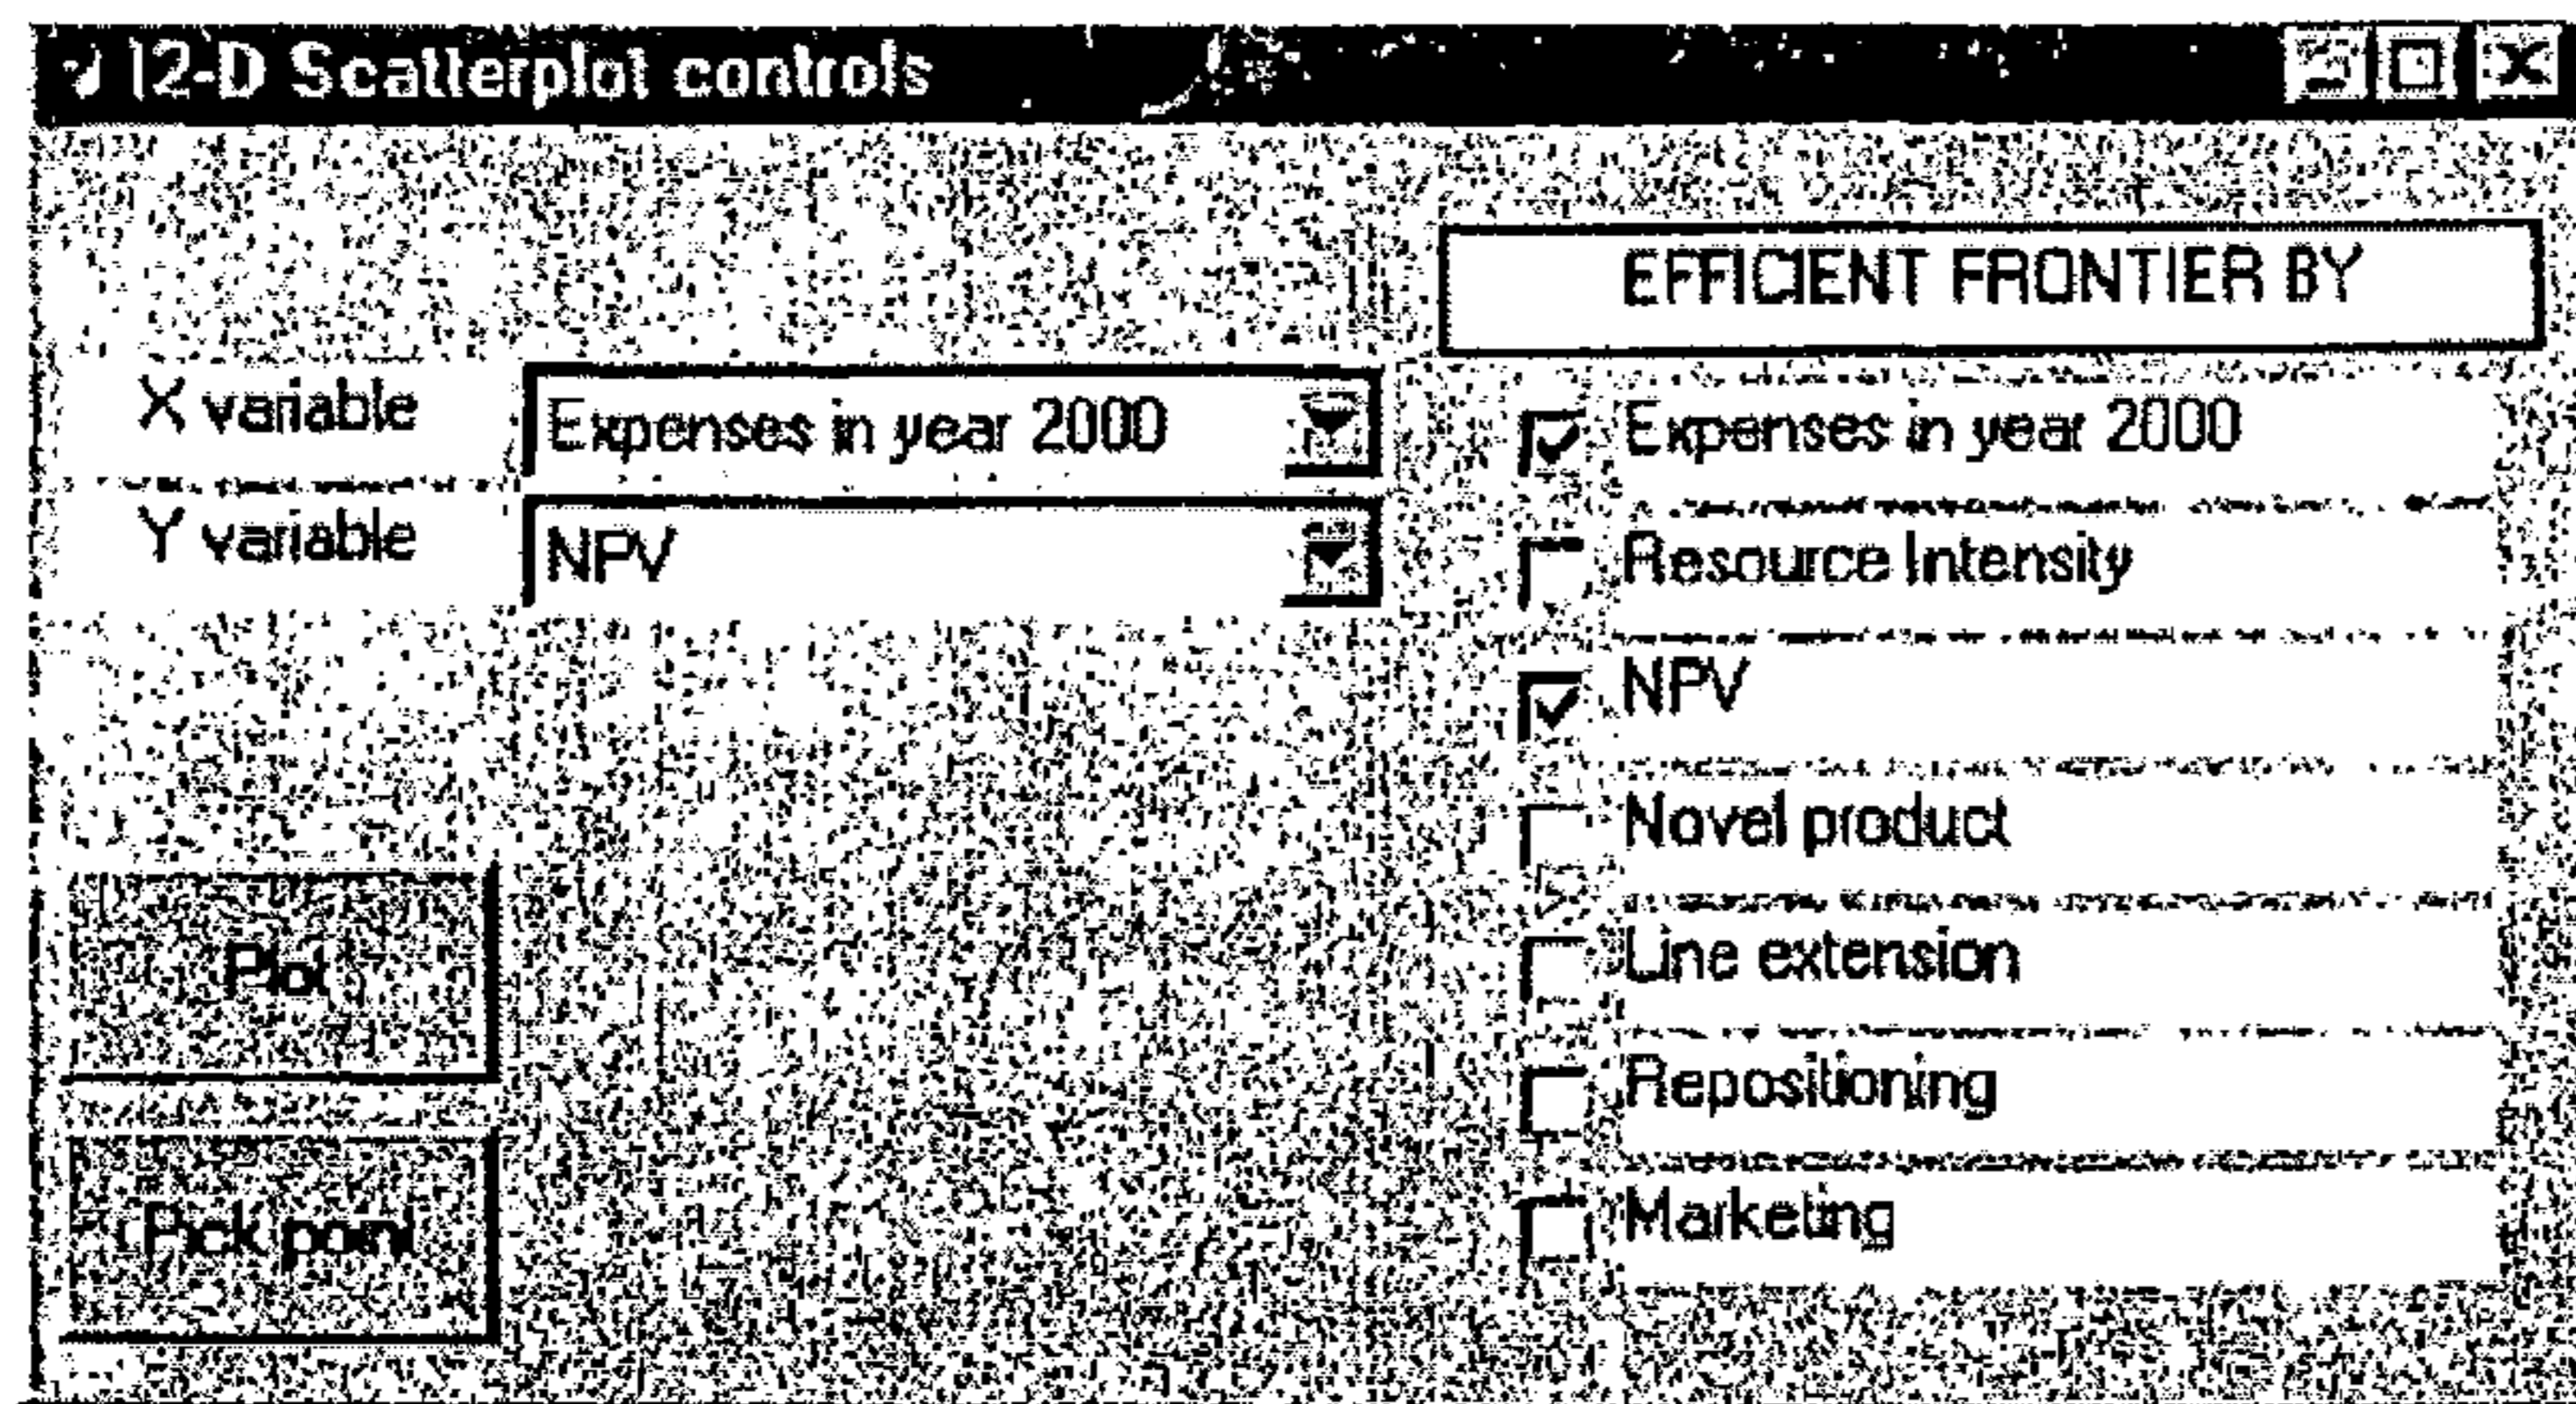 2-D Scatterplot controls
EFFICIENT FRONTIER BY
X variable
Expenses in year 2000
Y variable
NPV
Expenses in year 2000
Resource Intensity
NPV
Novel product
Line extension
Repositioning
Marketing
Plot
Pick point